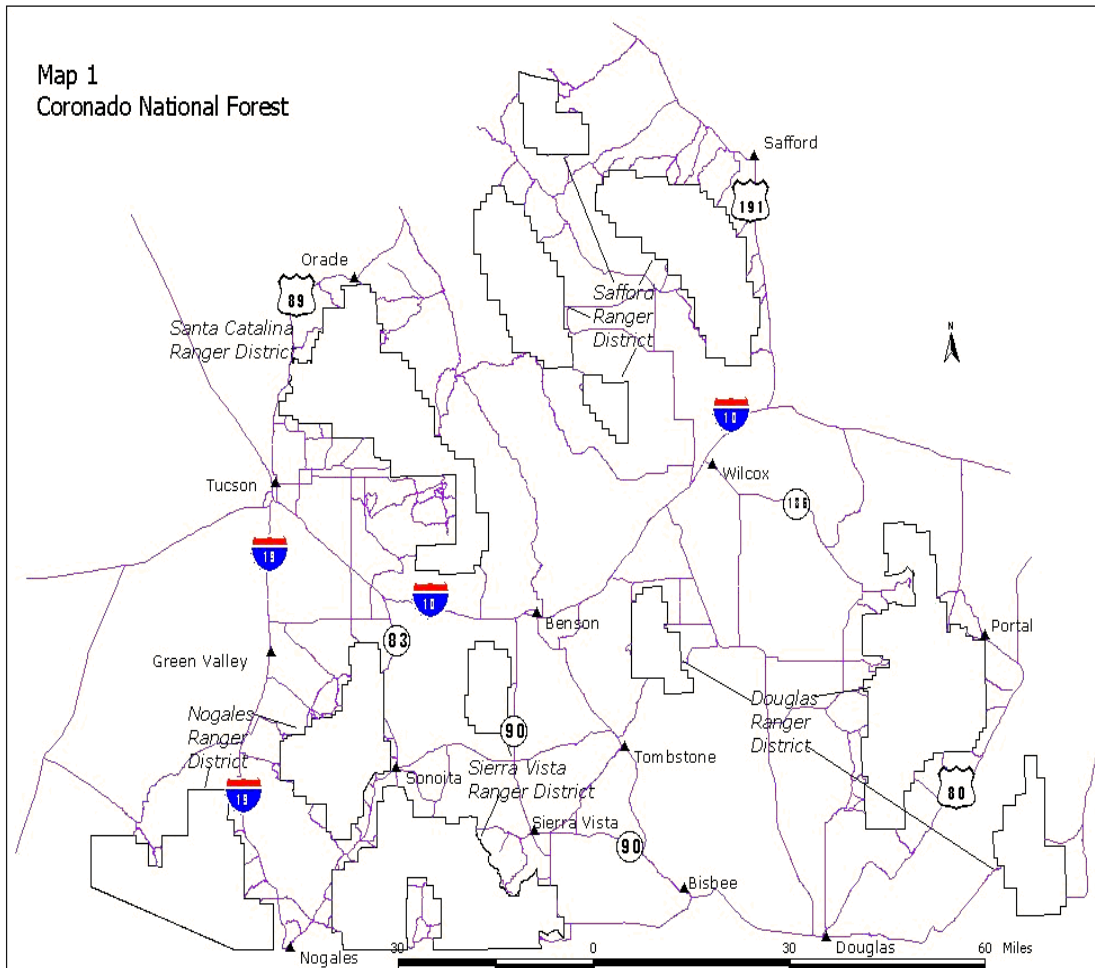 Map 1
Coronado National Forest
Safford
191
Oracle
89
Santa Catalina
Ranger District
Safford
Ranger
District
N
10
Wilcox
Tucson
186
19
10
Benson
83
Portal
Green Valley
Nogales
Ranger
District
Douglas
Ranger
District
90
Tombstone
Sonoita
Sierra Vista
Ranger District
80
19
Sierra Vista
90
Bisbee
Nogales
Douglas
30
0
30
60 Miles